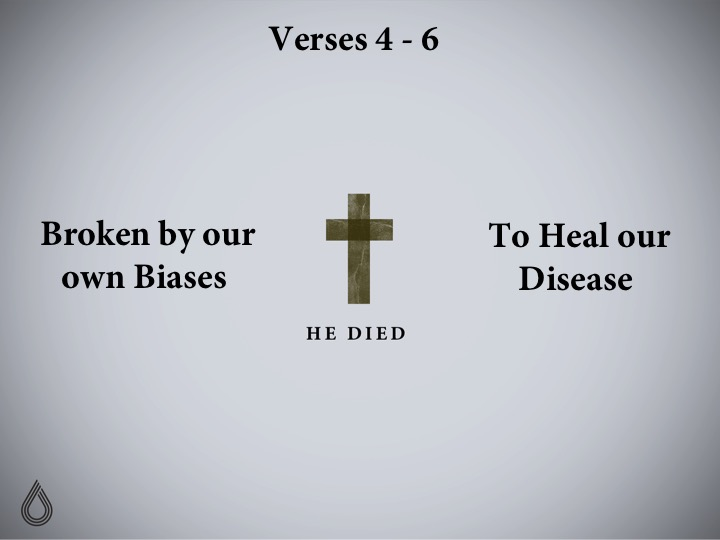 Verses 4 - 6
Broken by our
own Biases
HE DIED
To Heal our
Disease